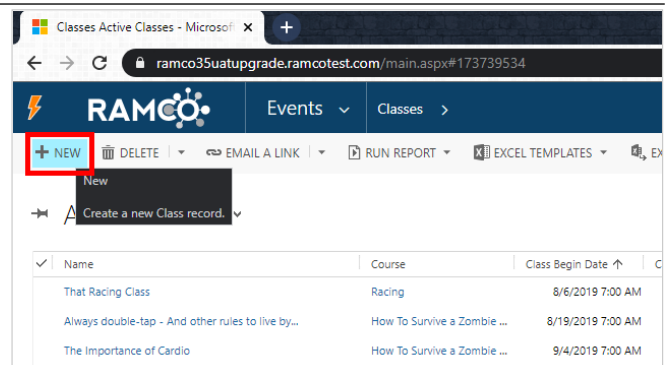 Classes Active Classes - Microsof
ramco35uatupgrade.ramcotest.com/main.aspx#173739534
RAMCO Events Classes >
+ NEW DELETE EMAIL A LINK RUN REPORT EXCEL TEMPLATES
New
Create a new Class record.
Name Course Class Begin Date ↑
That Racing Class Racing 8/6/2019 7:00 AM
Always double-tap - And other rules to live by... How To Survive a Zombie ... 8/19/2019 7:00 AM
The Importance of Cardio How To Survive a Zombie ... 9/4/2019 7:00 AM